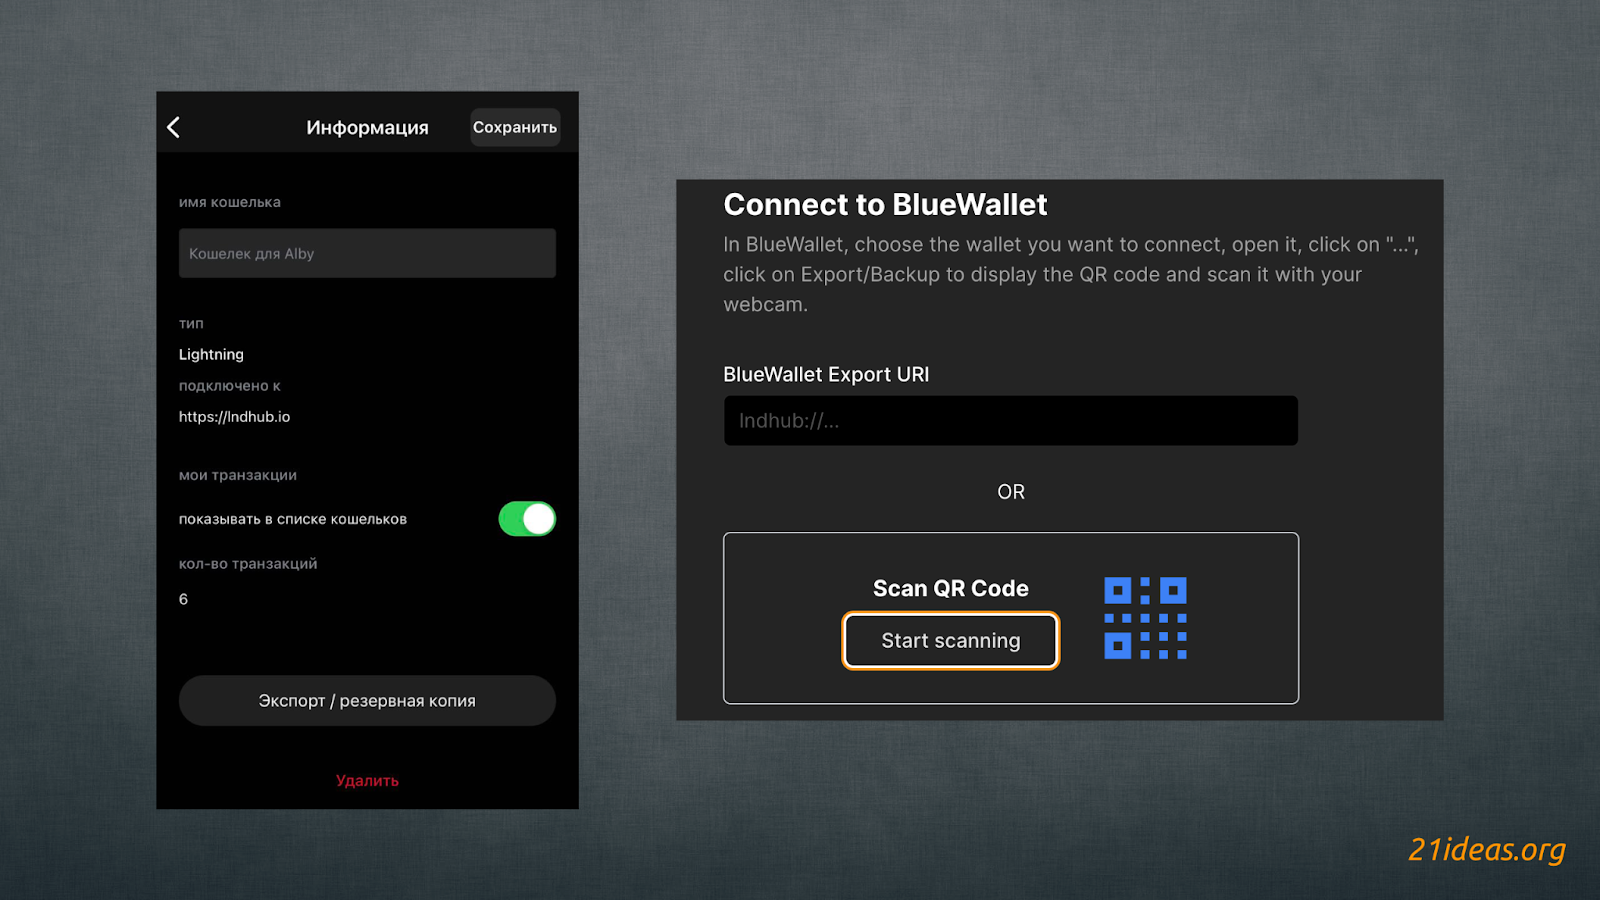 Информация
Сохранить
имя кошелька
Кошелек для Alby
тип
Lightning
подключено к
https://lndhub.io
мои транзакции
показывать в списке кошельков
кол-во транзакций
6
Экспорт / резервная копия
Удалить
Connect to BlueWallet
In BlueWallet, choose the wallet you want to connect, open it, click on "...",
click on Export/Backup to display the QR code and scan it with your
webcam.
BlueWallet Export URI
lndhub://...
OR
Scan QR Code
Start scanning
21ideas.org